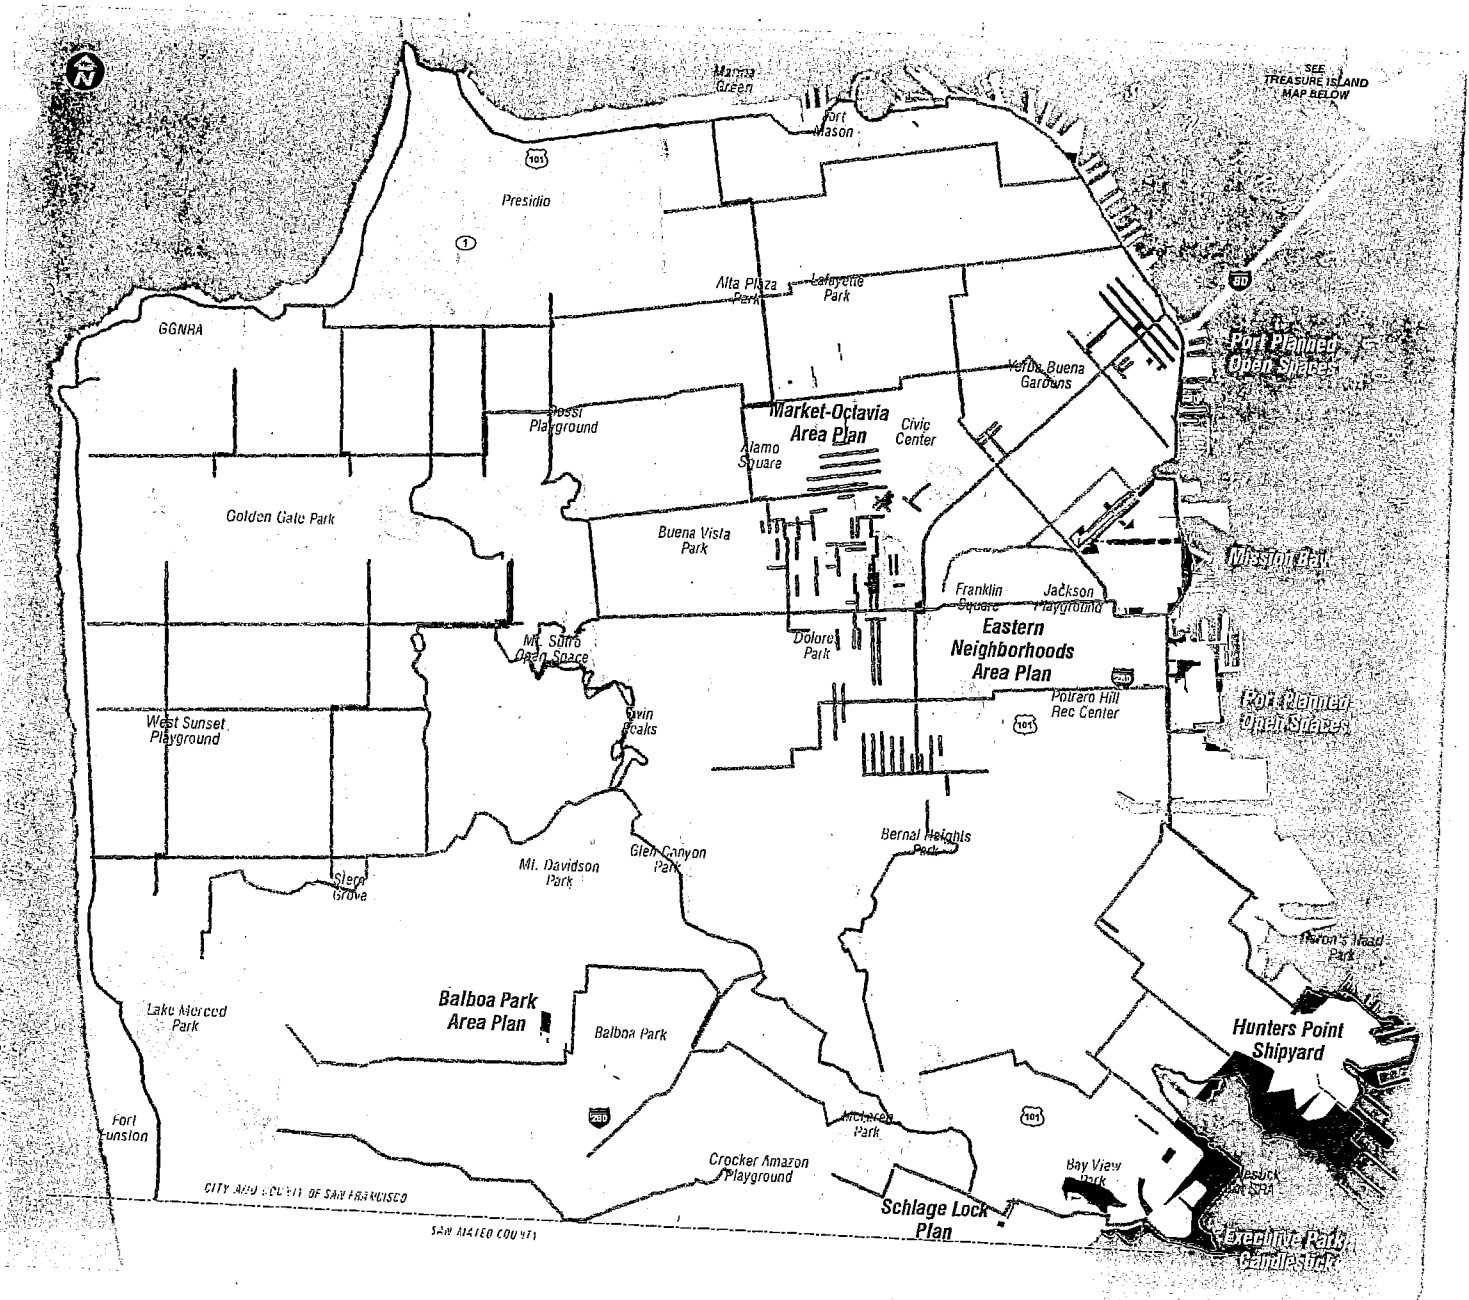 N
SEE
TREASURE ISLAND
MAP BELOW
Marina
Green
Fort
Mason
101
Presidio
1
80
Alta Plaza
Park
Lafayette
Park
GGNRA
Port Planned
Open Spaces
Yerba Buena
Gardens
Rossi
Playground
Market-Octavia
Area Plan
Civic
Center
Alamo
Square
Golden Gate Park
Buena Vista
Park
Mission Bay
Franklin
Square
Jackson
Playground
Eastern
Neighborhoods
Area Plan
Mt. Sutro
Open Space
Dolores
Park
280
Potrero Hill
Rec Center
101
Port Planned
Open Spaces
West Sunset
Playground
Twin
Peaks
Bernal Heights
Park
Glen Canyon
Park
Mt. Davidson
Park
Stern
Grove
Heron's Head
Park
Lake Merced
Park
Balboa Park
Area Plan
Balboa Park
Hunters Point
Shipyard
Fort
Funston
280
McLaren
Park
101
Crocker Amazon
Playground
Bay View
Park
SRA
CITY AND COUNTY OF SAN FRANCISCO
SAN MATEO COUNTY
Schlage Lock
Plan
Executive Park
Candlestick